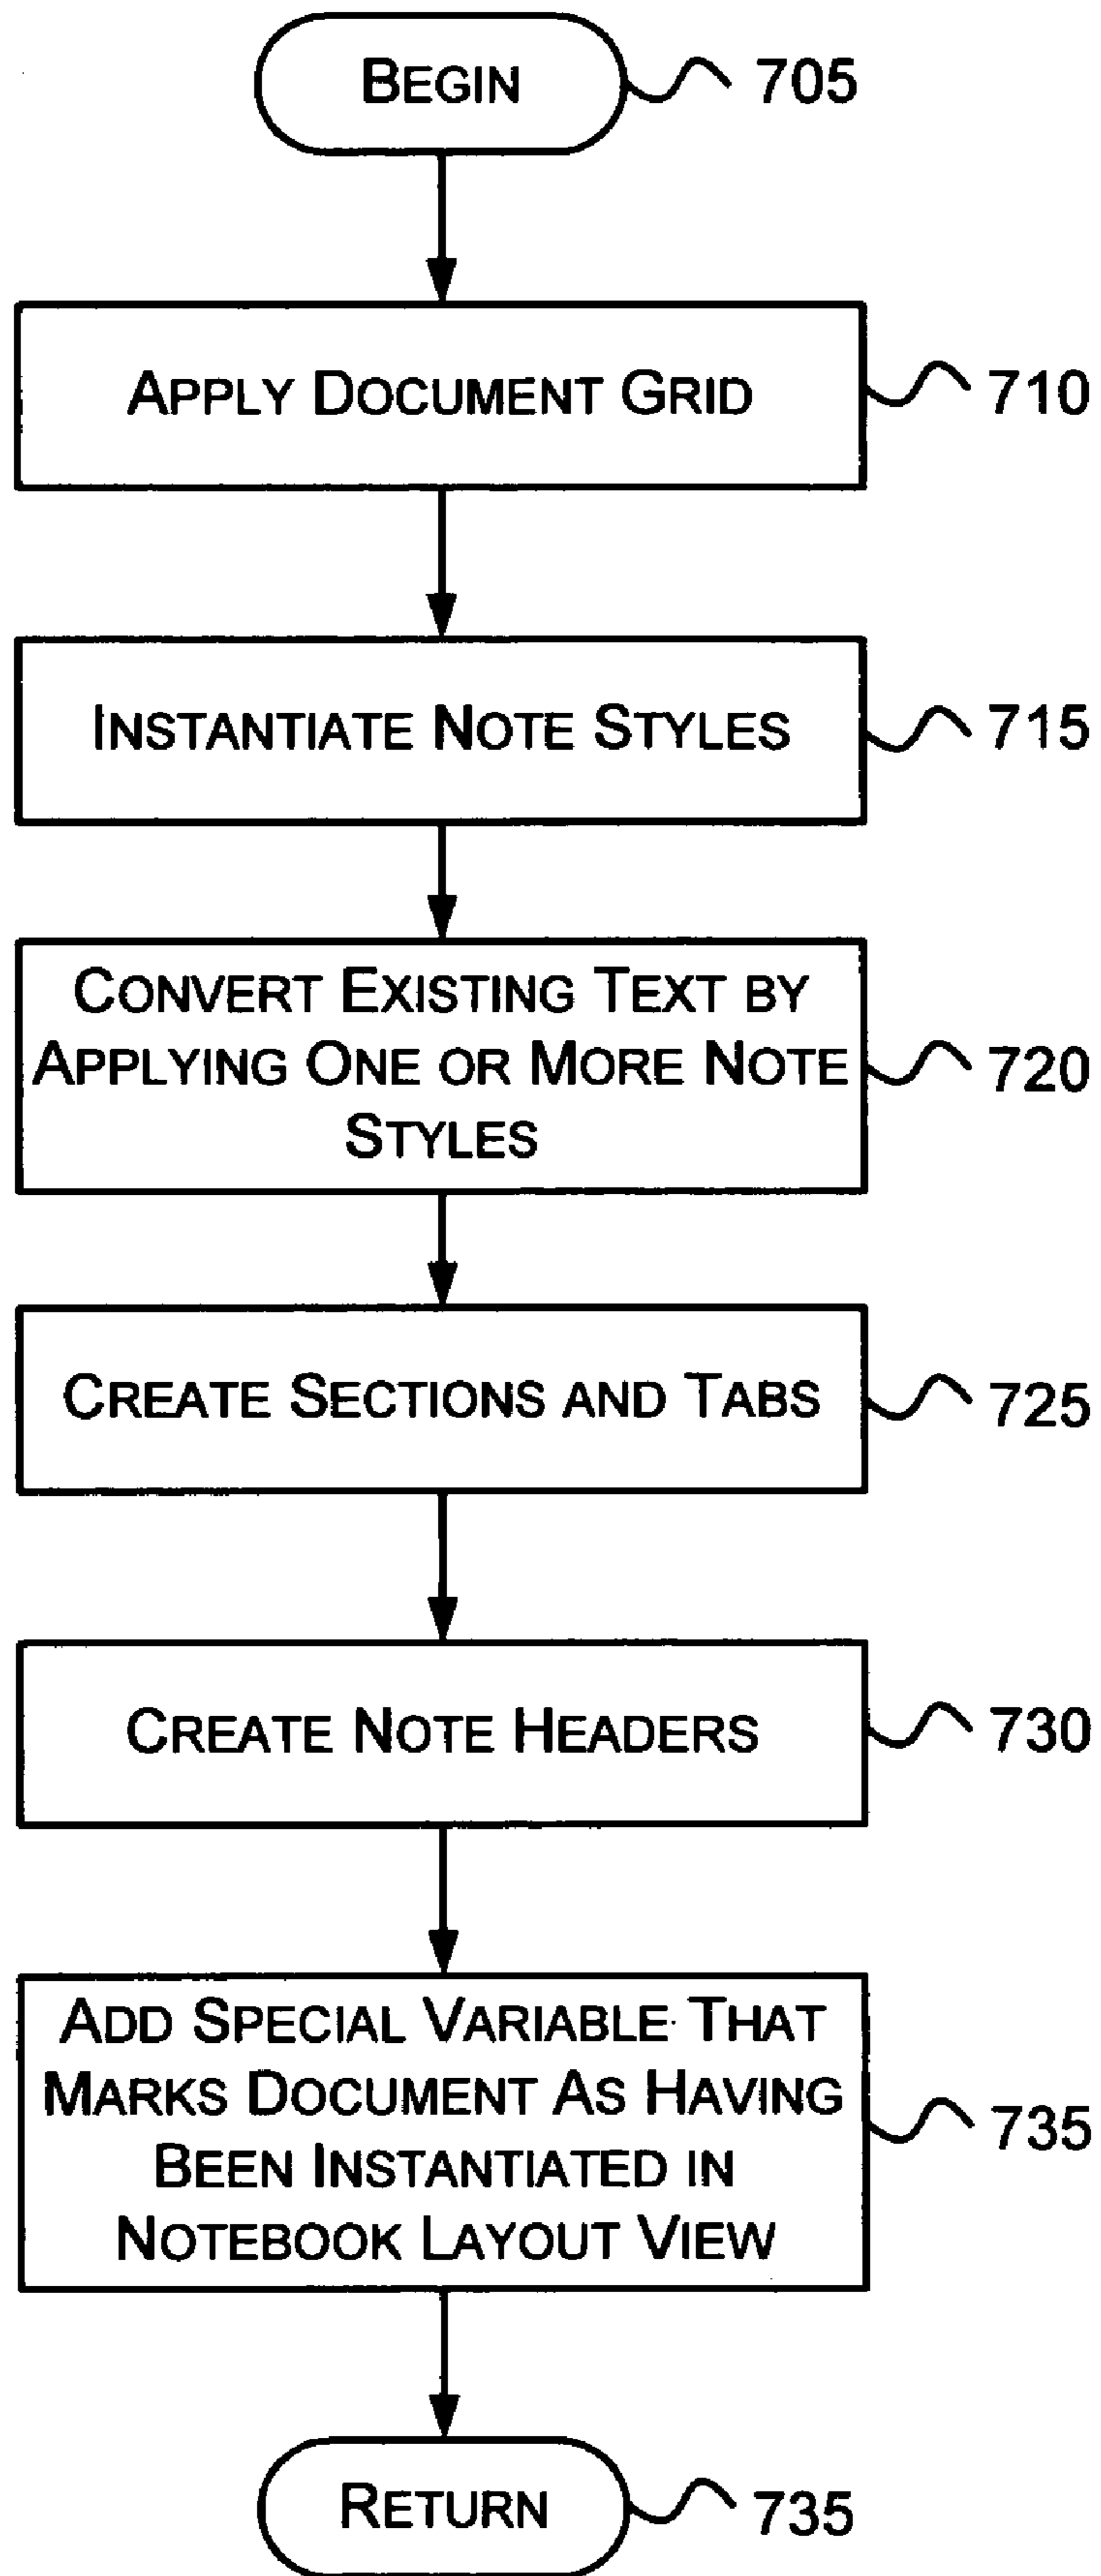 BEGIN
705
APPLY DOCUMENT GRID
710
INSTANTIATE NOTE STYLES
715
CONVERT EXISTING TEXT BY
APPLYING ONE OR MORE NOTE
STYLES
720
CREATE SECTIONS AND TABS
725
CREATE NOTE HEADERS
730
ADD SPECIAL VARIABLE THAT
MARKS DOCUMENT AS HAVING
BEEN INSTANTIATED IN
NOTEBOOK LAYOUT VIEW
735
RETURN
735